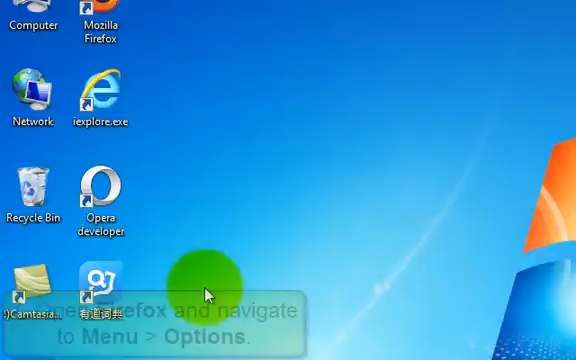 Computer
Mozilla
Firefox
Network
iexplore.exe
Recycle Bin
Opera
developer
Camtasia...
有道词典
Open Firefox and navigate
to Menu > Options.